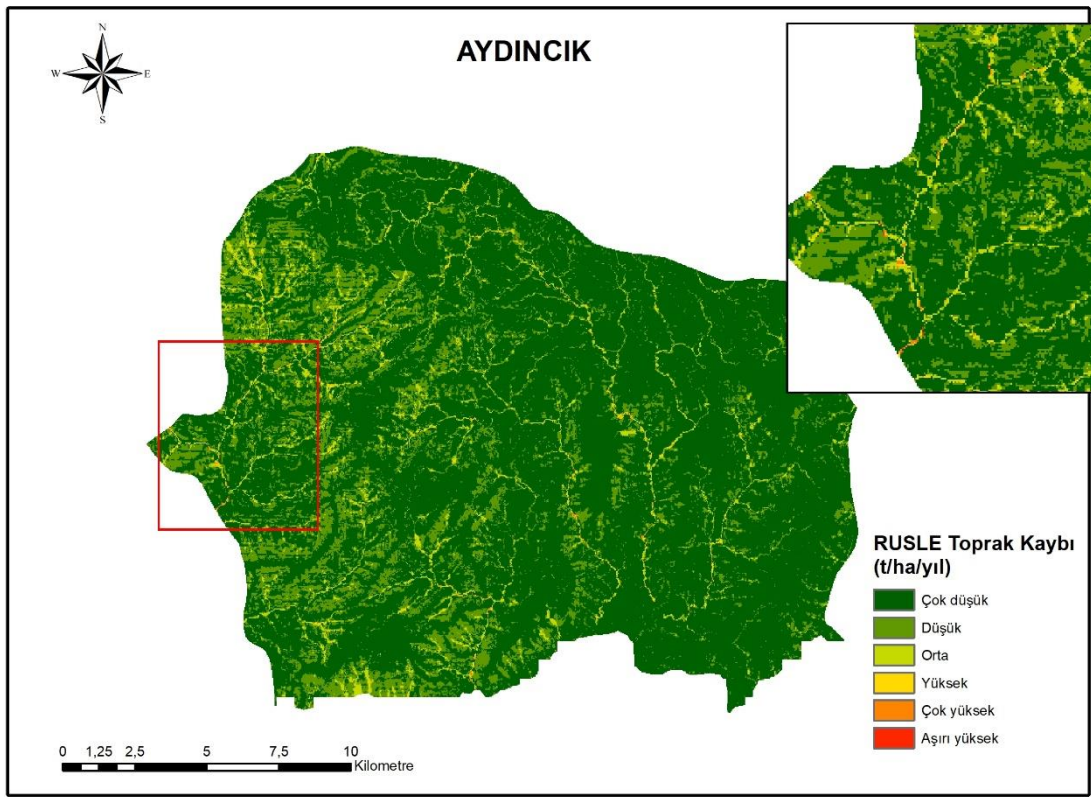 AYDINCIK
N
W E
S
RUSLE Toprak Kaybı
(t/ha/yıl)
Çok düşük
Düşük
Orta
Yüksek
Çok yüksek
Aşırı yüksek
0 1,25 2,5 5 7,5 10
Kilometre